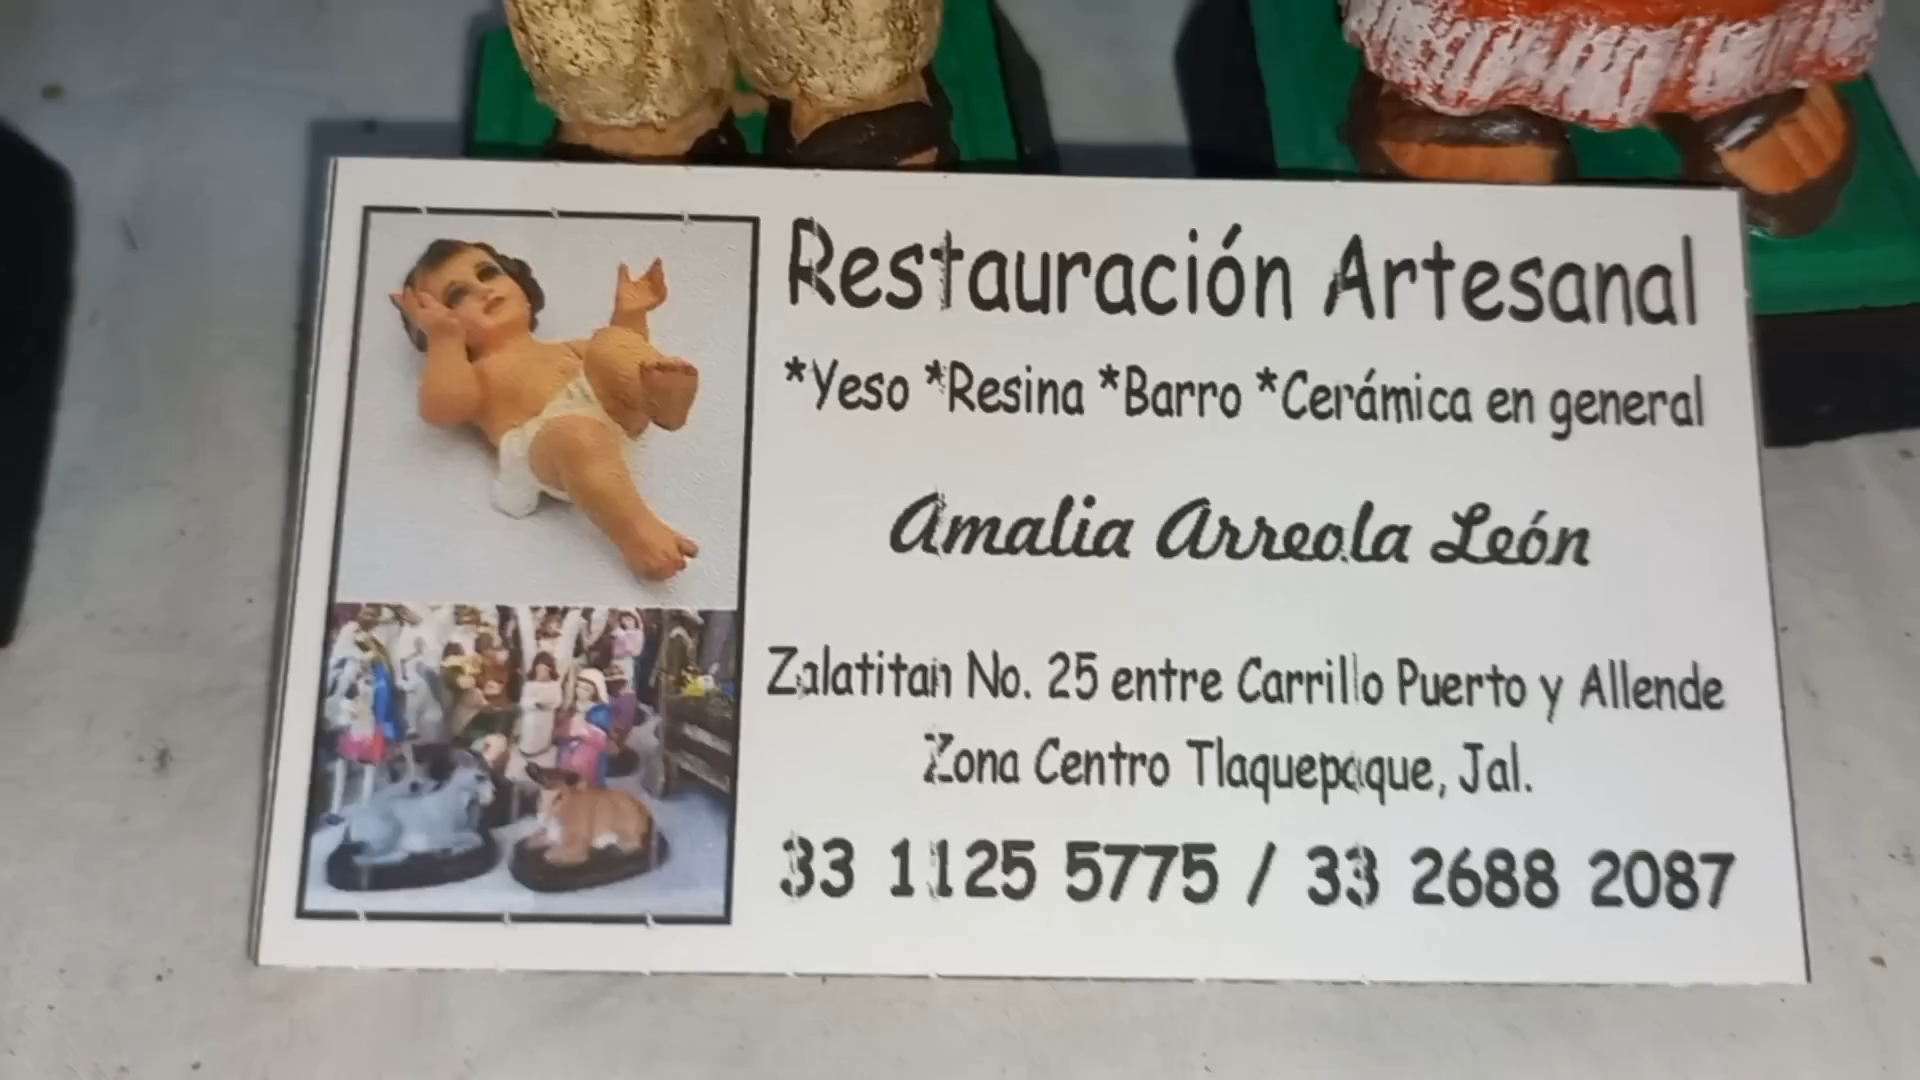 Restauración Artesanal
*Yeso *Resina *Barro *Cerámica en general
Amalia Arreola León
Zalatitan No. 25 entre Carrillo Puerto y Allende
Zona Centro Tlaquepaque, Jal.
33 1125 5775 / 33 2688 2087